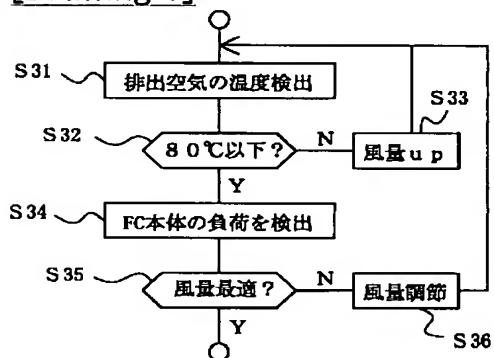 S31
排出空気の温度検出
S32
80℃以下?
N
S33
風量up
Y
S34
FC本体の負荷を検出
S35
風量最適?
N
風量調節
S36
Y